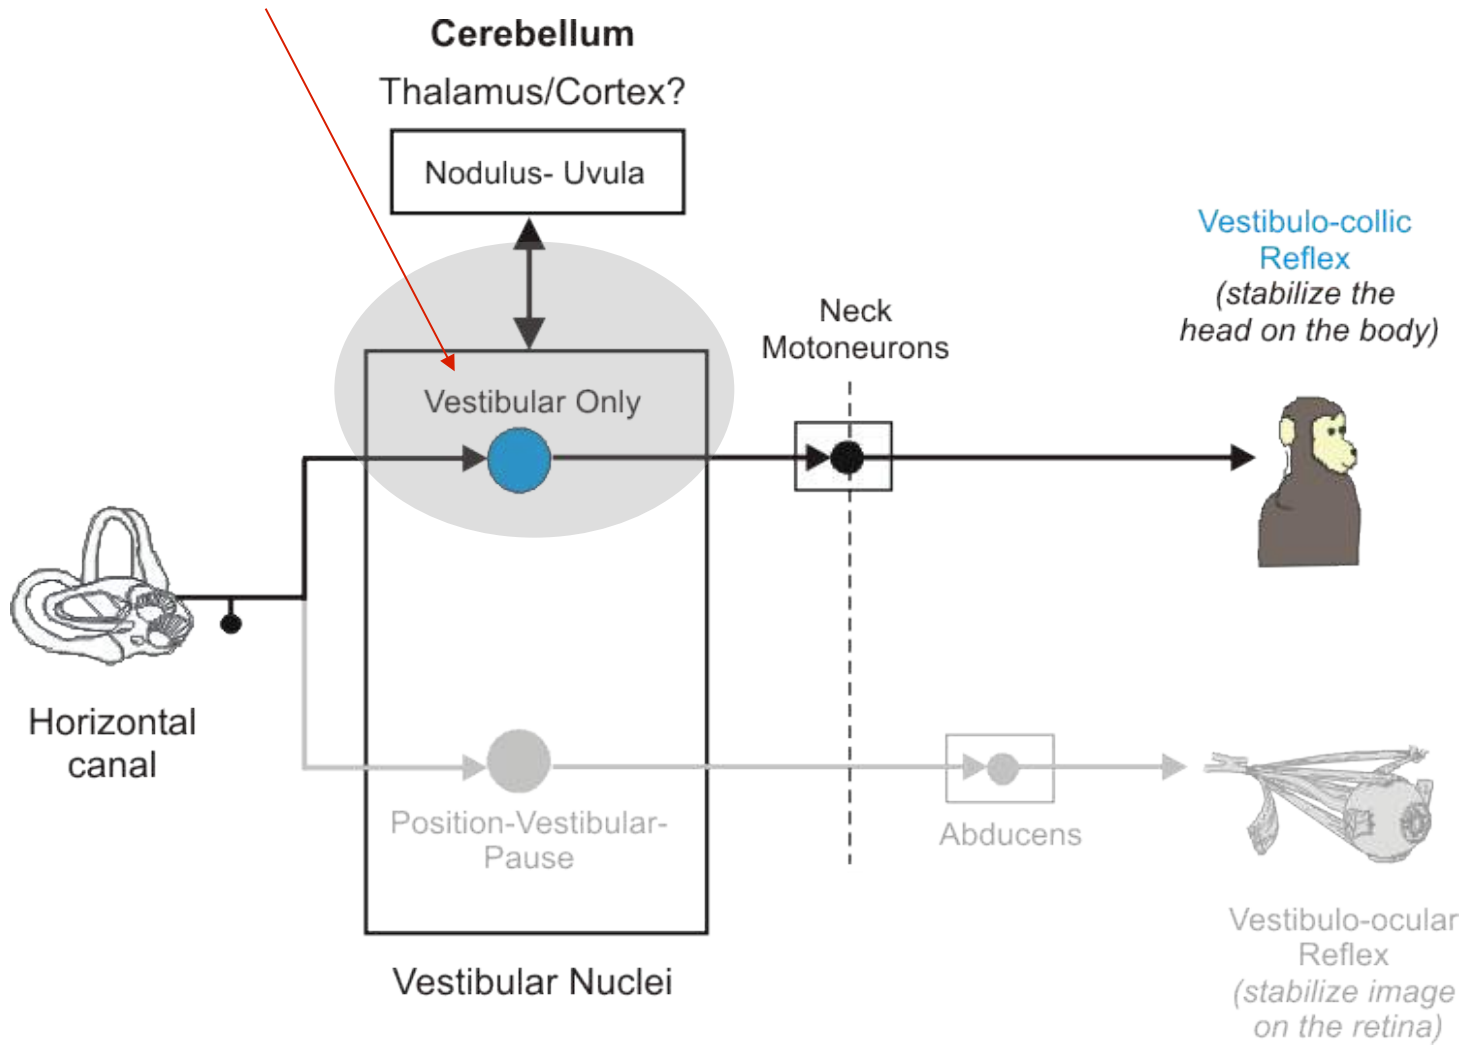 Cerebellum
Thalamus/Cortex?
Nodulus- Uvula
Vestibular Only
Neck
Motoneurons
Vestibulo-collic
Reflex
(stabilize the
head on the body)
Horizontal
canal
Position-Vestibular-
Pause
Abducens
Vestibular Nuclei
Vestibulo-ocular
Reflex
(stabilize image
on the retina)